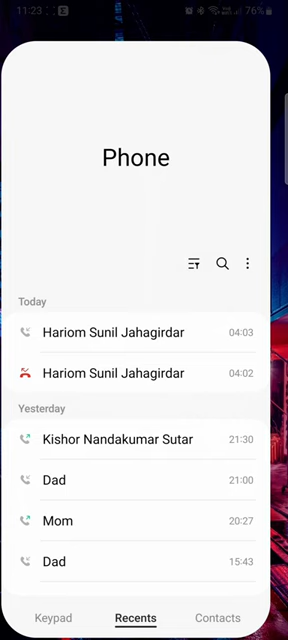 11:23
76%
Phone
Today
Hariom Sunil Jahagirdar 04:03
Hariom Sunil Jahagirdar 04:02
Yesterday
Kishor Nandakumar Sutar 21:30
Dad 21:00
Mom 20:27
Dad 15:43
Keypad Recents Contacts